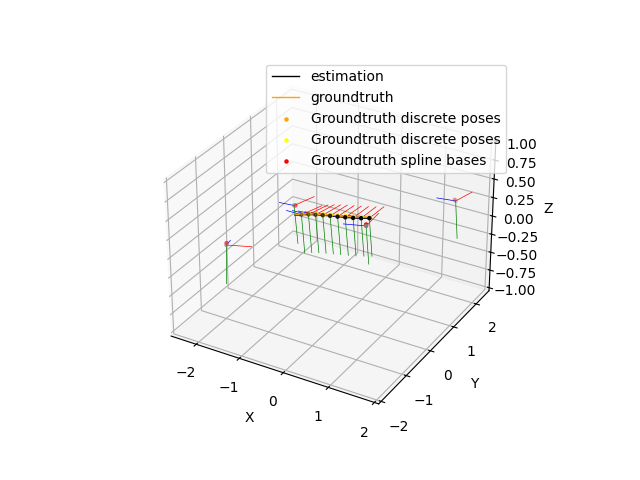 estimation
groundtruth
Groundtruth discrete poses
Groundtruth discrete poses
Groundtruth spline bases
1.00
0.75
0.50
0.25
0.00
−0.25
−0.50
−0.75
−1.00
Z
−2
−1
0
1
2
X
−2
−1
0
1
2
Y